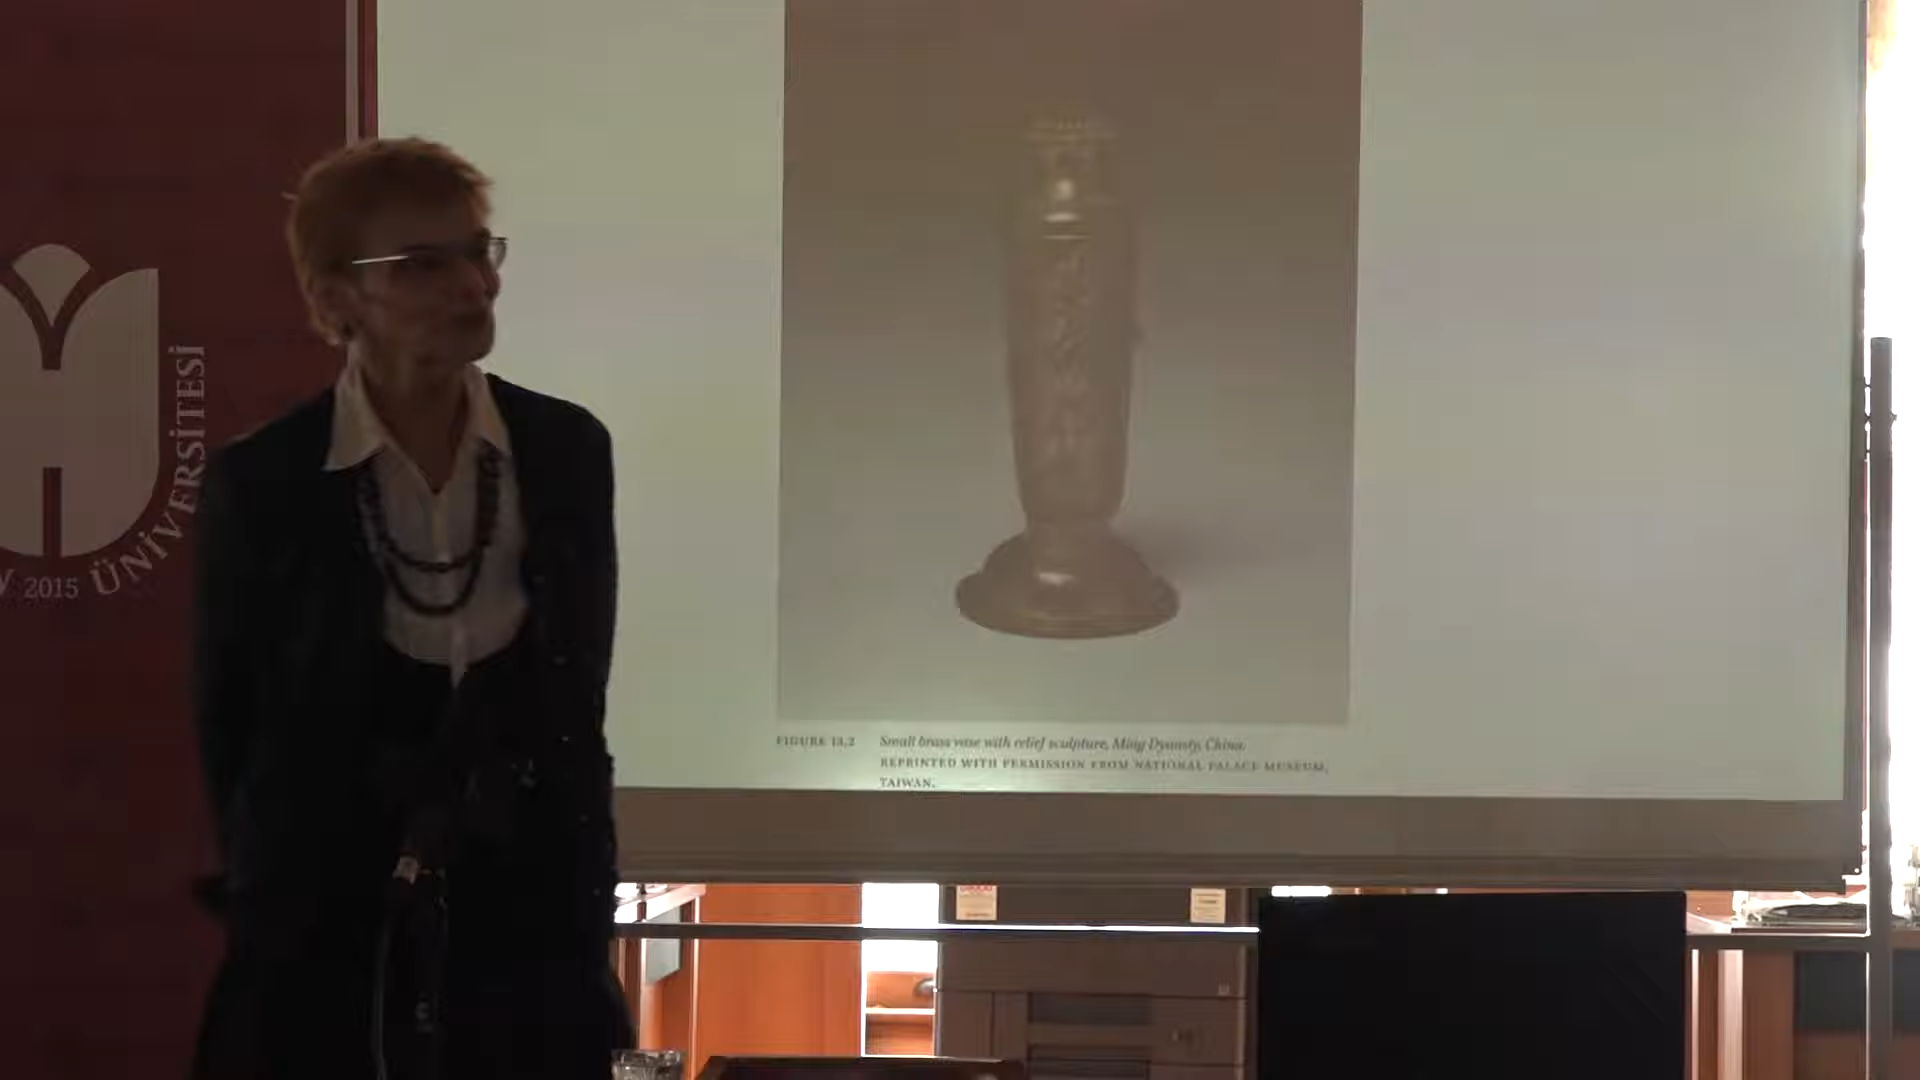 2015 ÜNİVERSİTESİ
FIGURE 13.2 Small brass vase with relief sculpture, Ming Dynasty, China.
REPRINTED WITH PERMISSION FROM NATIONAL PALACE MUSEUM,
TAIWAN.